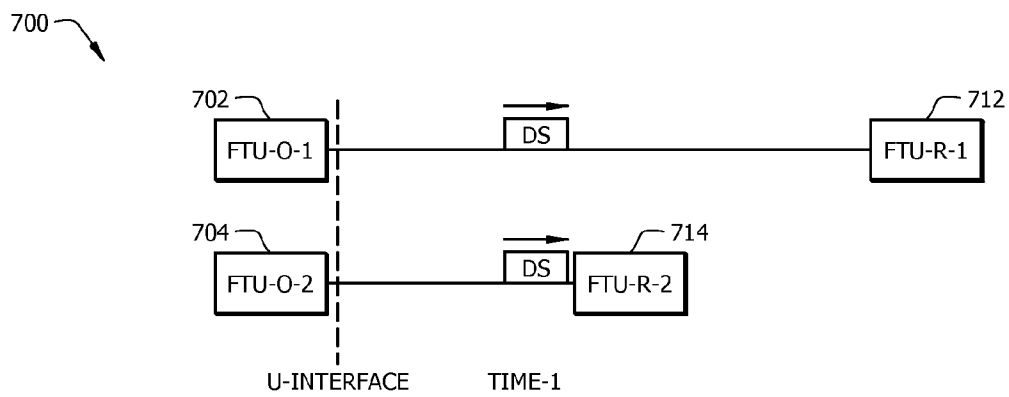 700
702
712
FTU-O-1
DS
FTU-R-1
704
714
FTU-O-2
DS
FTU-R-2
U-INTERFACE
TIME-1